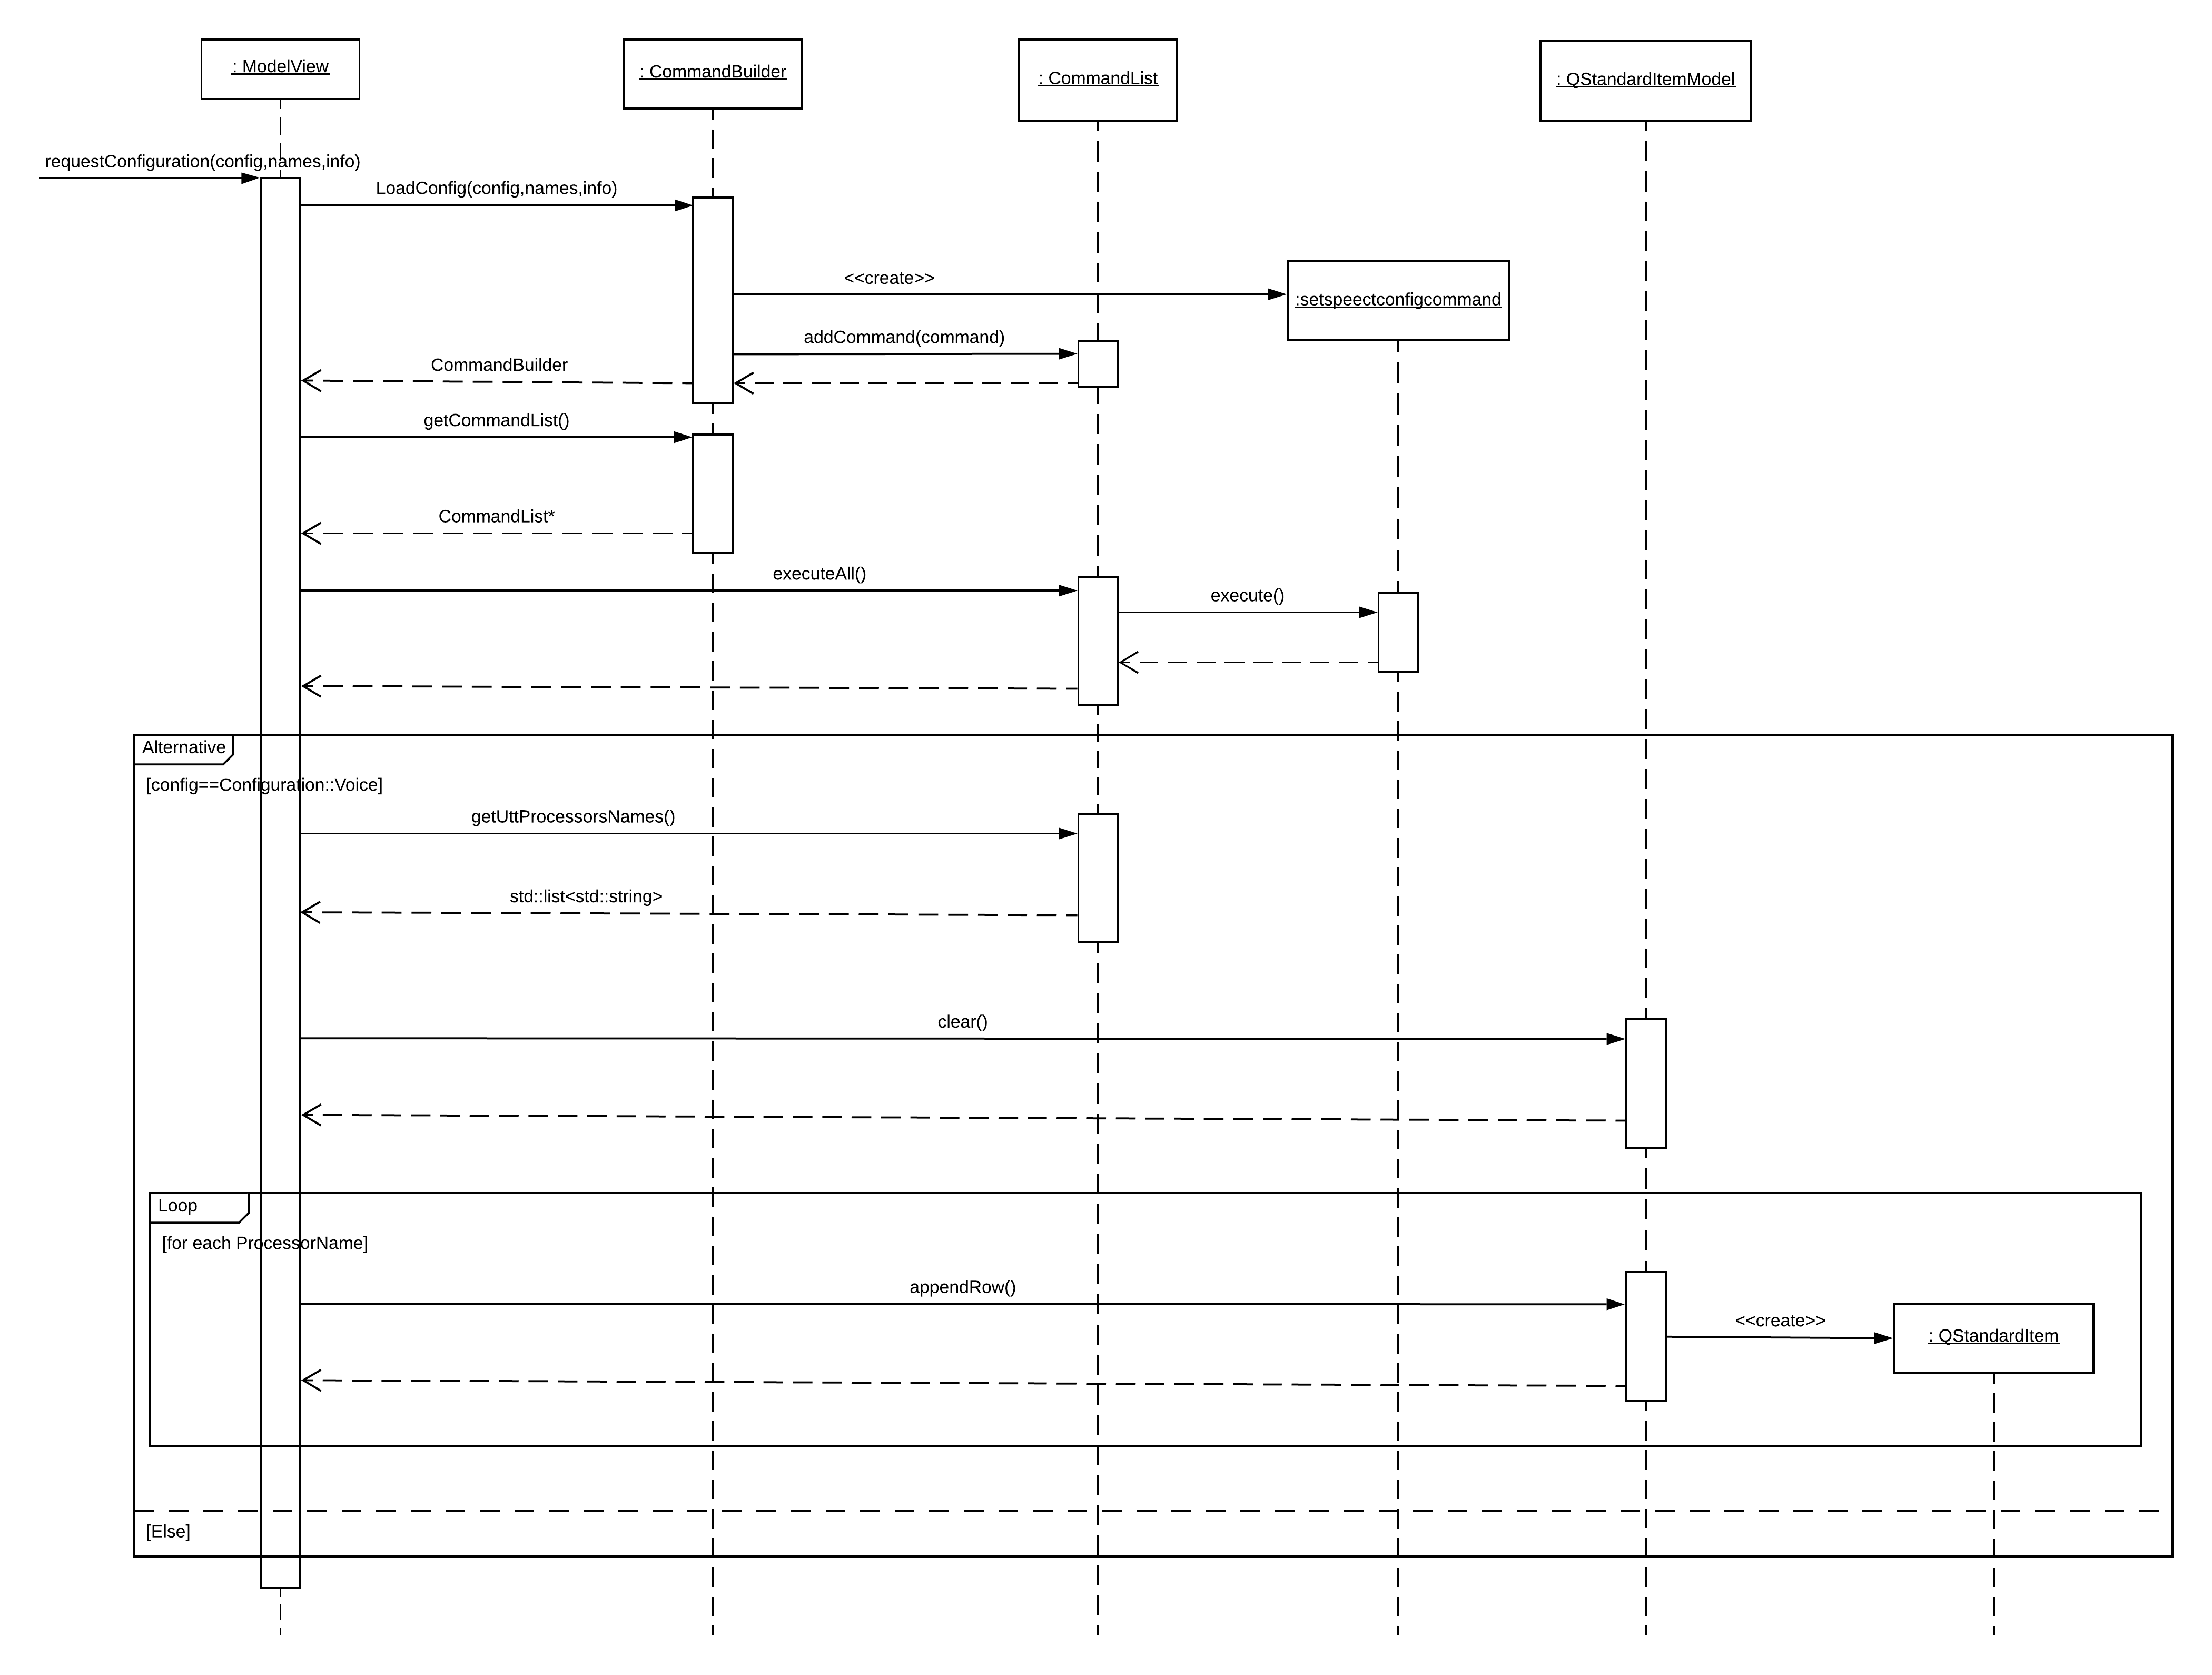 : ModelView
: CommandBuilder
: CommandList
: QStandardItemModel
requestConfiguration(config,names,info)
LoadConfig(config,names,info)
<<create>>
:setspeectconfigcommand
addCommand(command)
CommandBuilder
getCommandList()
CommandList*
executeAll()
execute()
Alternative
[config==Configuration::Voice]
getUttProcessorsNames()
std::list<std::string>
clear()
Loop
[for each ProcessorName]
appendRow()
<<create>>
: QStandardItem
[Else]